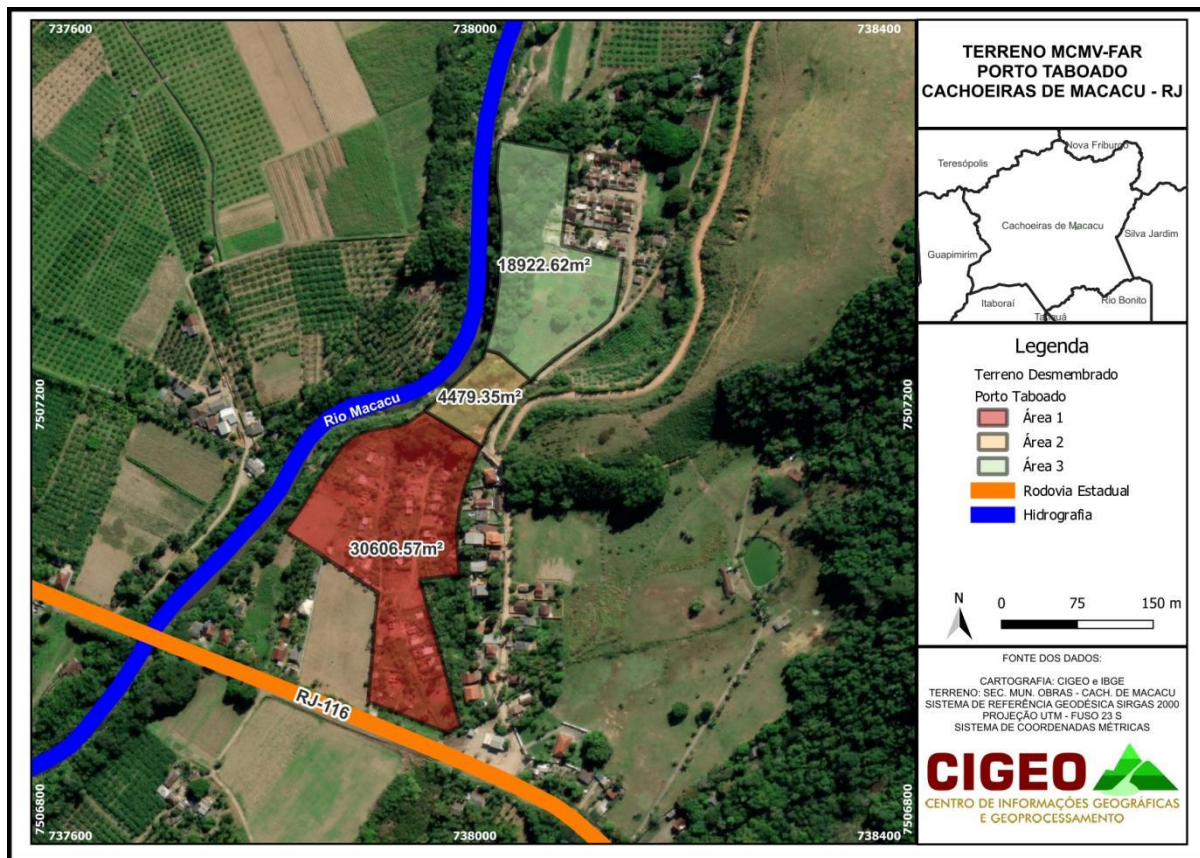 737600
738000
738400
7507200
7507200
7506800
7506800
737600
738000
738400
18922.62m²
4479.35m²
30606.57m²
Rio Macacu
RJ-116
TERRENO MCMV-FAR
PORTO TABOADO
CACHOEIRAS DE MACACU - RJ
Nova Friburgo
Teresópolis
Cachoeiras de Macacu
Silva Jardim
Guapimirim
Itaboraí
Rio Bonito
Legenda
Terreno Desmembrado
Porto Taboado
Área 1
Área 2
Área 3
Rodovia Estadual
Hidrografia
N
0 75 150 m
FONTE DOS DADOS:
CARTOGRAFIA: CIGEO e IBGE
TERRENO: SEC. MUN. OBRAS - CACH. DE MACACU
SISTEMA DE REFERÊNCIA GEODÉSICA SIRGAS 2000
PROJEÇÃO UTM - FUSO 23 S
SISTEMA DE COORDENADAS MÉTRICAS
CIGEO
CENTRO DE INFORMAÇÕES GEOGRÁFICAS
E GEOPROCESSAMENTO